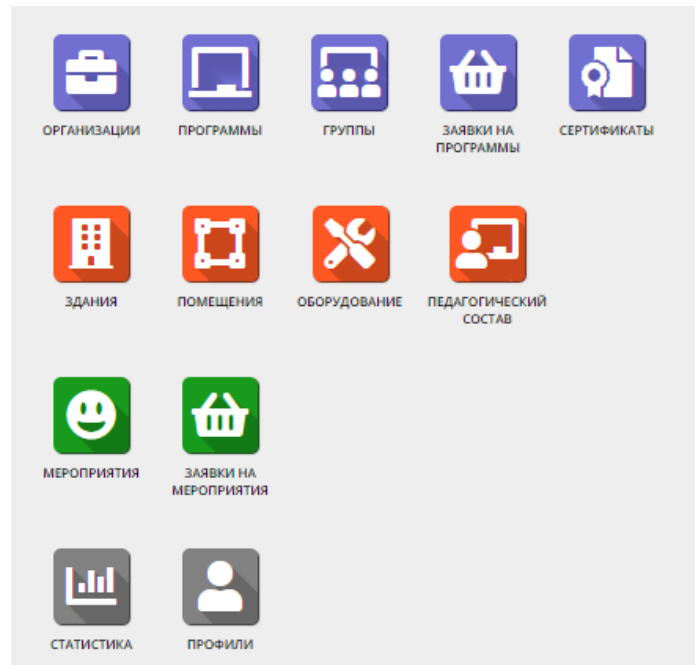 ОРГАНИЗАЦИИ
ПРОГРАММЫ
ГРУППЫ
ЗАЯВКИ НА
ПРОГРАММЫ
СЕРТИФИКАТЫ
ЗДАНИЯ
ПОМЕЩЕНИЯ
ОБОРУДОВАНИЕ
ПЕДАГОГИЧЕСКИЙ
СОСТАВ
МЕРОПРИЯТИЯ
ЗАЯВКИ НА
МЕРОПРИЯТИЯ
СТАТИСТИКА
ПРОФИЛИ